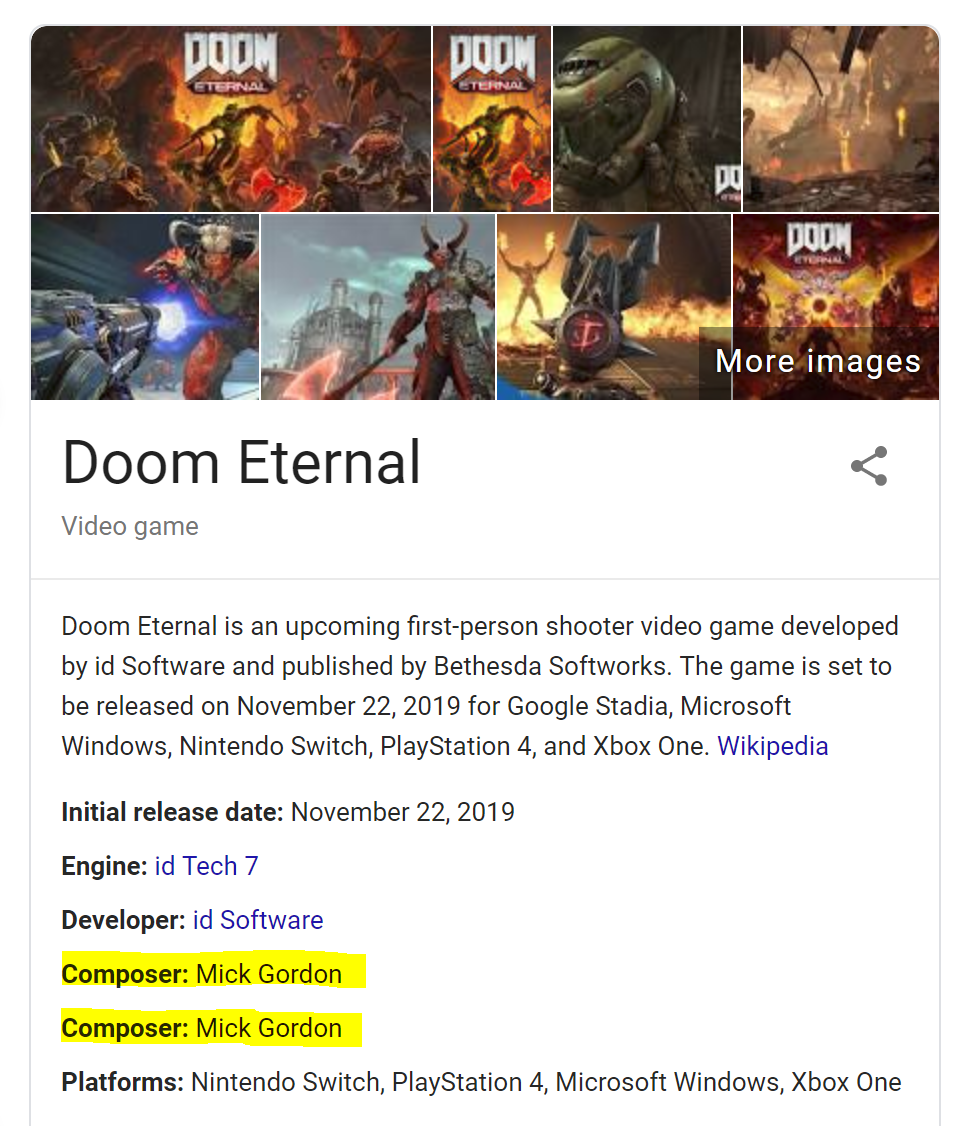 DOOM
ETERNAL
DOOM
ETERNAL
DOOM
ETERNAL
More images
Doom Eternal
Video game
Doom Eternal is an upcoming first-person shooter video game developed
by id Software and published by Bethesda Softworks. The game is set to
be released on November 22, 2019 for Google Stadia, Microsoft
Windows, Nintendo Switch, PlayStation 4, and Xbox One. Wikipedia
Initial release date: November 22, 2019
Engine: id Tech 7
Developer: id Software
Composer: Mick Gordon
Composer: Mick Gordon
Platforms: Nintendo Switch, PlayStation 4, Microsoft Windows, Xbox One